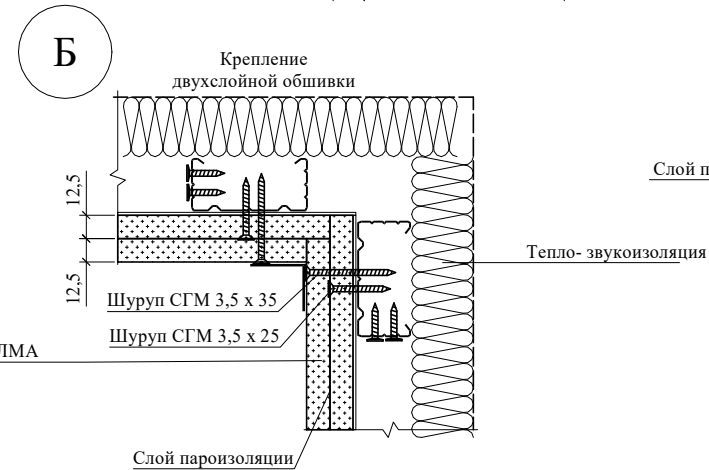 Б
Крепление
двухслойной обшивки
Слой п
12,5
Тепло- звукоизоляция
12,5
Шуруп СГМ 3,5 х 35
Шуруп СГМ 3,5 х 25
ЛМА
Слой пароизоляции